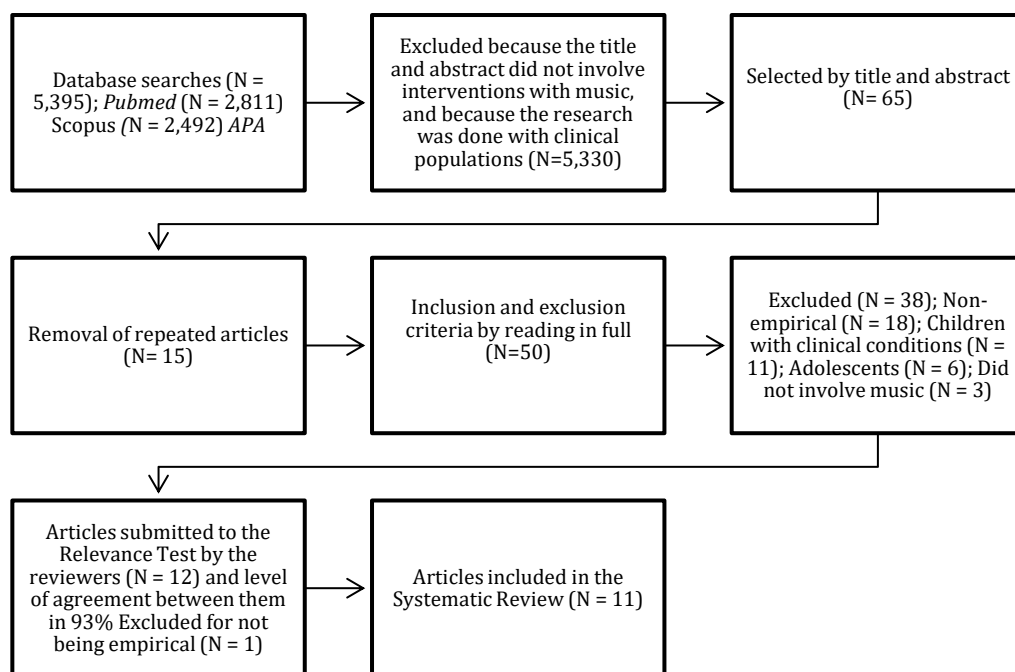 Database searches (N =
5,395); Pubmed (N = 2,811)
Scopus (N = 2,492) APA
Excluded because the title
and abstract did not involve
interventions with music,
and because the research
was done with clinical
populations (N=5,330)
Selected by title and abstract
(N= 65)
Removal of repeated articles
(N= 15)
Inclusion and exclusion
criteria by reading in full
(N=50)
Excluded (N = 38); Non-
empirical (N = 18); Children
with clinical conditions (N =
11); Adolescents (N = 6); Did
not involve music (N = 3)
Articles submitted to the
Relevance Test by the
reviewers (N = 12) and level
of agreement between them
in 93% Excluded for not
being empirical (N = 1)
Articles included in the
Systematic Review (N = 11)